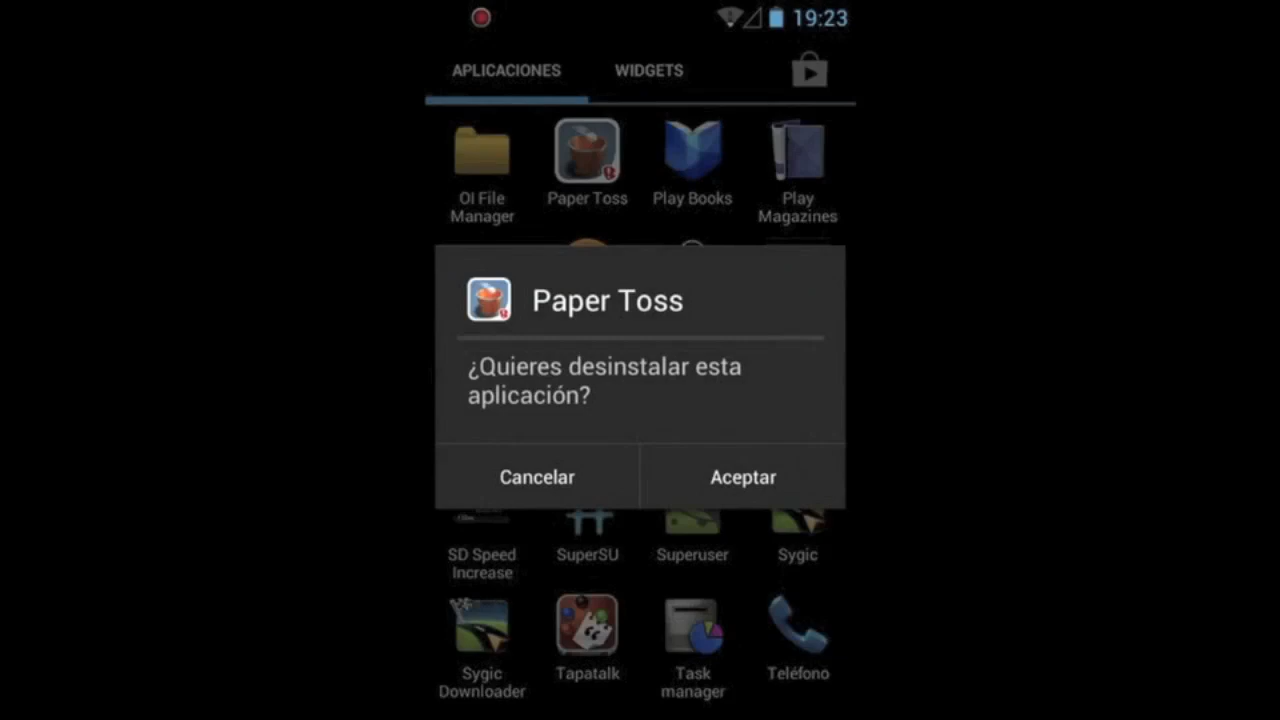 19:23
APLICACIONES WIDGETS
OI File Manager
Paper Toss
Play Books
Play Magazines
Paper Toss
¿Quieres desinstalar esta
aplicación?
Cancelar Aceptar
SD Speed Increase
SuperSU
Superuser
Sygic
Sygic Downloader
Tapatalk
Task manager
Teléfono